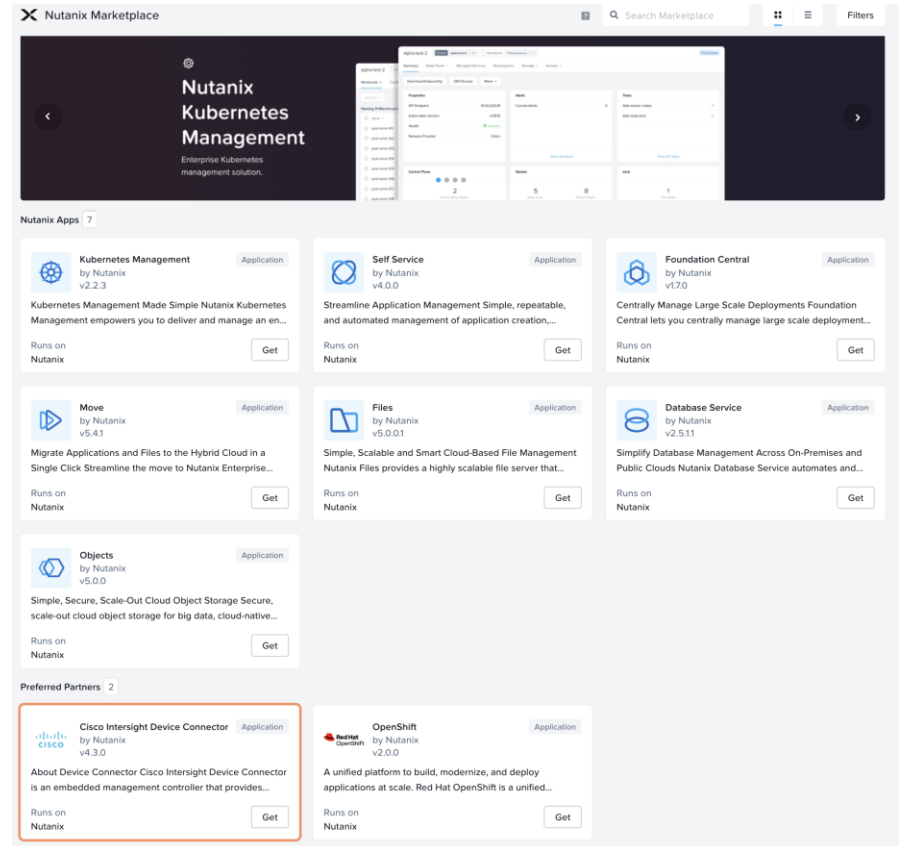 Nutanix Marketplace
?
Search Marketplace
Filters
Nutanix
Kubernetes
Management
Enterprise Kubernetes
management solution.
Nutanix Apps 7
Kubernetes Management
Application
by Nutanix
v2.2.3
Kubernetes Management Made Simple Nutanix Kubernetes
Management empowers you to deliver and manage an en...
Runs on
Nutanix
Get
Self Service
Application
by Nutanix
v4.0.0
Streamline Application Management Simple, repeatable,
and automated management of application creation,...
Runs on
Nutanix
Get
Foundation Central
Application
by Nutanix
v1.7.0
Centrally Manage Large Scale Deployments Foundation
Central lets you centrally manage large scale deployment...
Runs on
Nutanix
Get
Move
Application
by Nutanix
v5.4.1
Migrate Applications and Files to the Hybrid Cloud in a
Single Click Streamline the move to Nutanix Enterprise...
Runs on
Nutanix
Get
Files
Application
by Nutanix
v5.0.0.1
Simple, Scalable and Smart Cloud-Based File Management
Nutanix Files provides a highly scalable file server that...
Runs on
Nutanix
Get
Database Service
Application
by Nutanix
v2.5.1.1
Simplify Database Management Across On-Premises and
Public Clouds Nutanix Database Service automates and...
Runs on
Nutanix
Get
Objects
Application
by Nutanix
v5.0.0
Simple, Secure, Scale-Out Cloud Object Storage Secure,
scale-out cloud object storage for big data, cloud-native...
Runs on
Nutanix
Get
Preferred Partners 2
CISCO
Cisco Intersight Device Connector
Application
by Nutanix
v4.3.0
About Device Connector Cisco Intersight Device Connector
is an embedded management controller that provides...
Runs on
Nutanix
Get
Red Hat
OpenShift
OpenShift
Application
by Nutanix
v2.0.0
A unified platform to build, modernize, and deploy
applications at scale. Red Hat OpenShift is a unified...
Runs on
Nutanix
Get